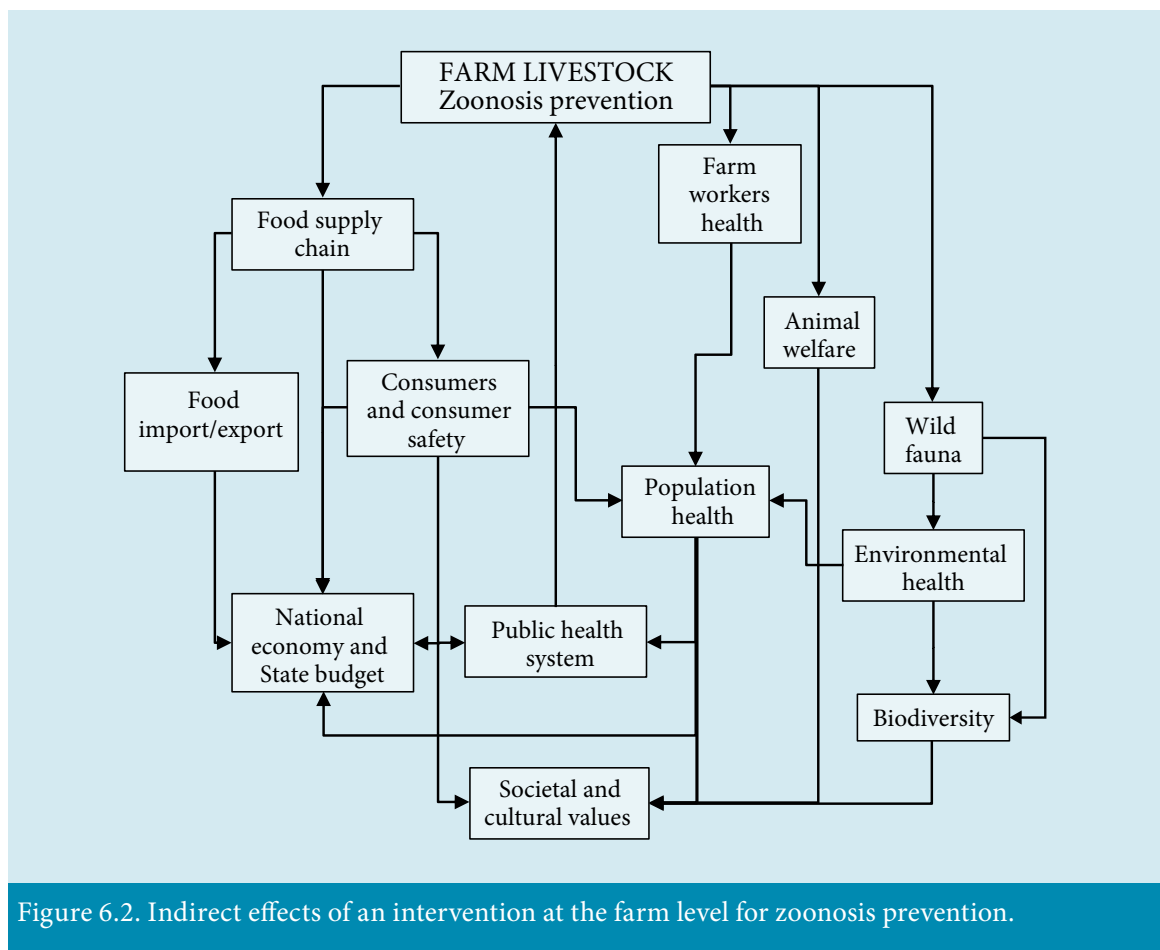 FARM LIVESTOCK
Zoonosis prevention
Farm
workers
health
Food supply
chain
Animal
welfare
Food
import/export
Consumers
and consumer
safety
Wild
fauna
Population
health
Environmental
health
National
economy and
State budget
Public health
system
Biodiversity
Societal and
cultural values
Figure 6.2. Indirect effects of an intervention at the farm level for zoonosis prevention.